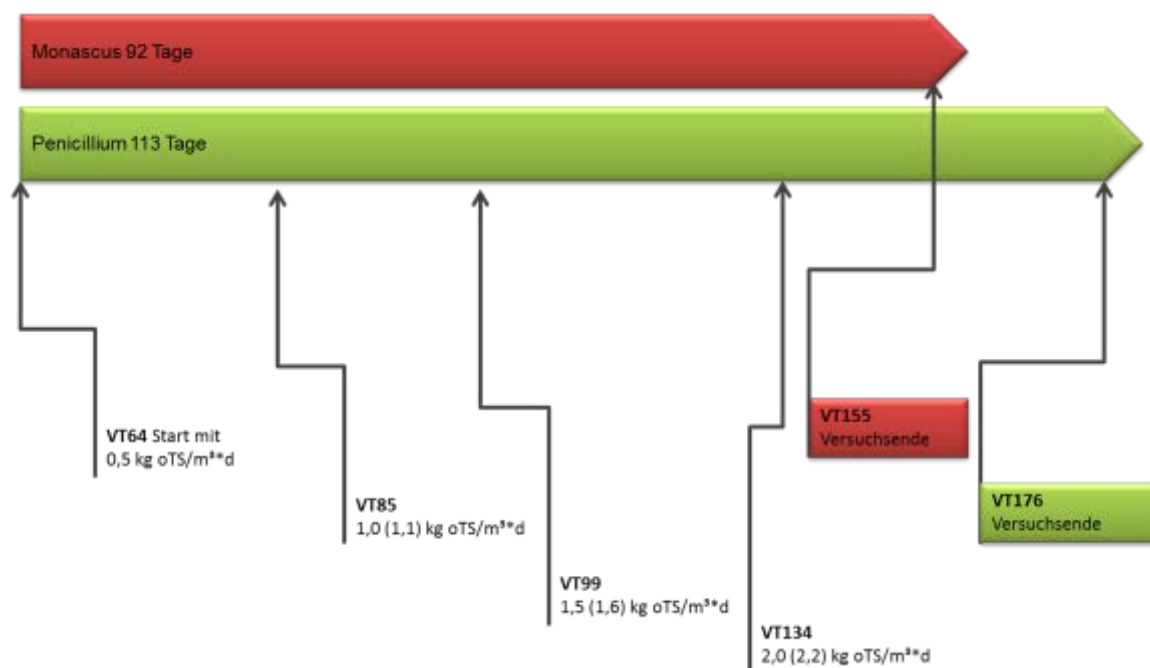 Monascus 92 Tage
Penicillium 113 Tage
VT64 Start mit
0,5 kg oTS/m³*d
VT85
1,0 (1,1) kg oTS/m³*d
VT99
1,5 (1,6) kg oTS/m³*d
VT134
2,0 (2,2) kg oTS/m³*d
VT155
Versuchsende
VT176
Versuchsende